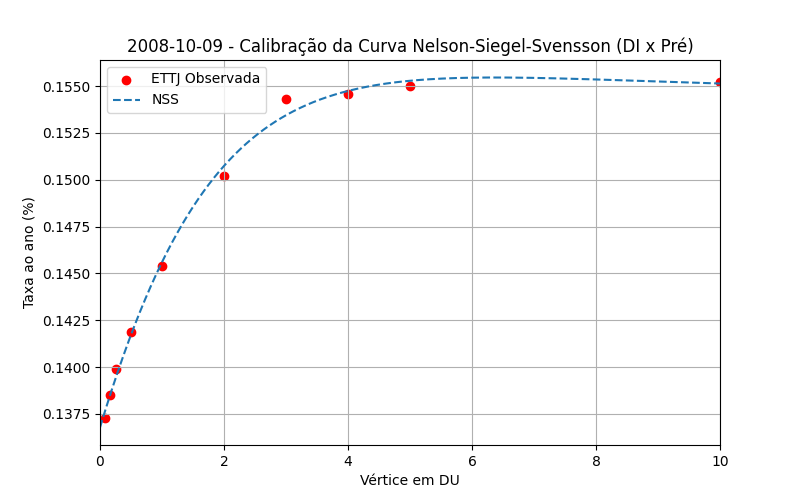 2008-10-09 - Calibração da Curva Nelson-Siegel-Svensson (DI x Pré)
ETTJ Observada
NSS
Taxa ao ano (%)
0.1550
0.1525
0.1500
0.1475
0.1450
0.1425
0.1400
0.1375
0 2 4 6 8 10
Vértice em DU